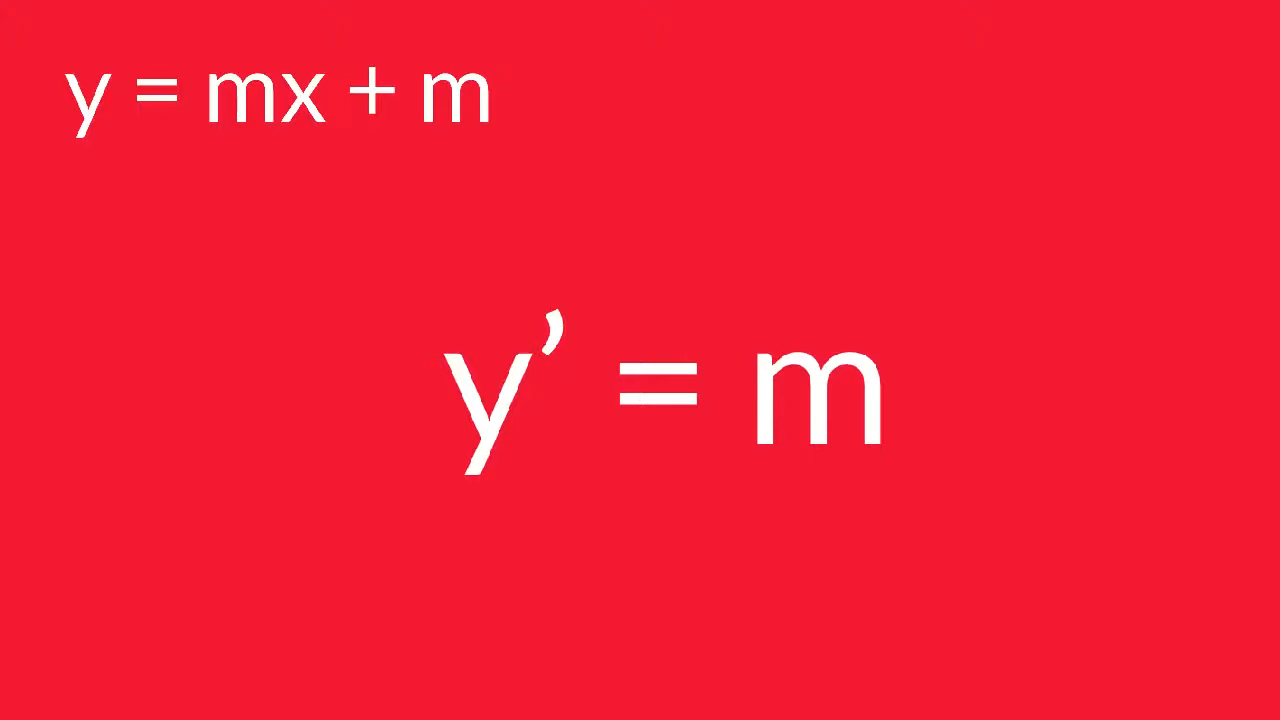 y = mx + m
y’ = m